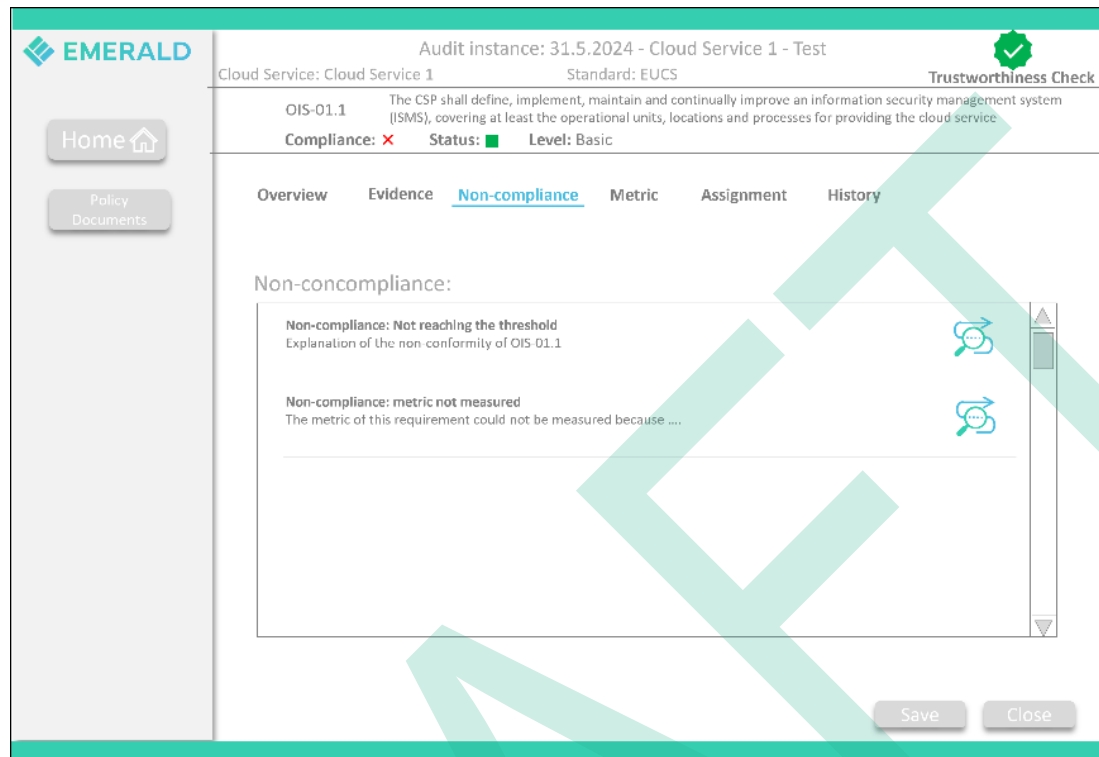 EMERALD
Audit instance: 31.5.2024 - Cloud Service 1 - Test
Cloud Service: Cloud Service 1
Standard: EUCS
Trustworthiness Check
OIS-01.1
The CSP shall define, implement, maintain and continually improve an information security management system
(ISMS), covering at least the operational units, locations and processes for providing the cloud service
Compliance: ✕ Status: Level: Basic
Home
Policy
Documents
Overview Evidence Non-compliance Metric Assignment History
Non-concompliance:
Non-compliance: Not reaching the threshold
Explanation of the non-conformity of OIS-01.1
Non-compliance: metric not measured
The metric of this requirement could not be measured because ....
Save Close